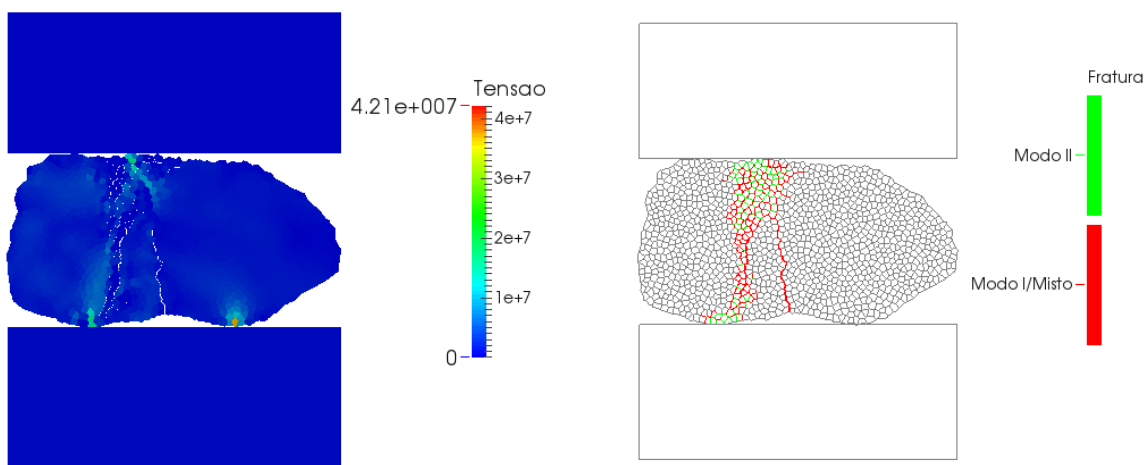 Tensao
4.21e+007
4e+7
3e+7
2e+7
1e+7
0
Fratura
Modo II
Modo I/Misto